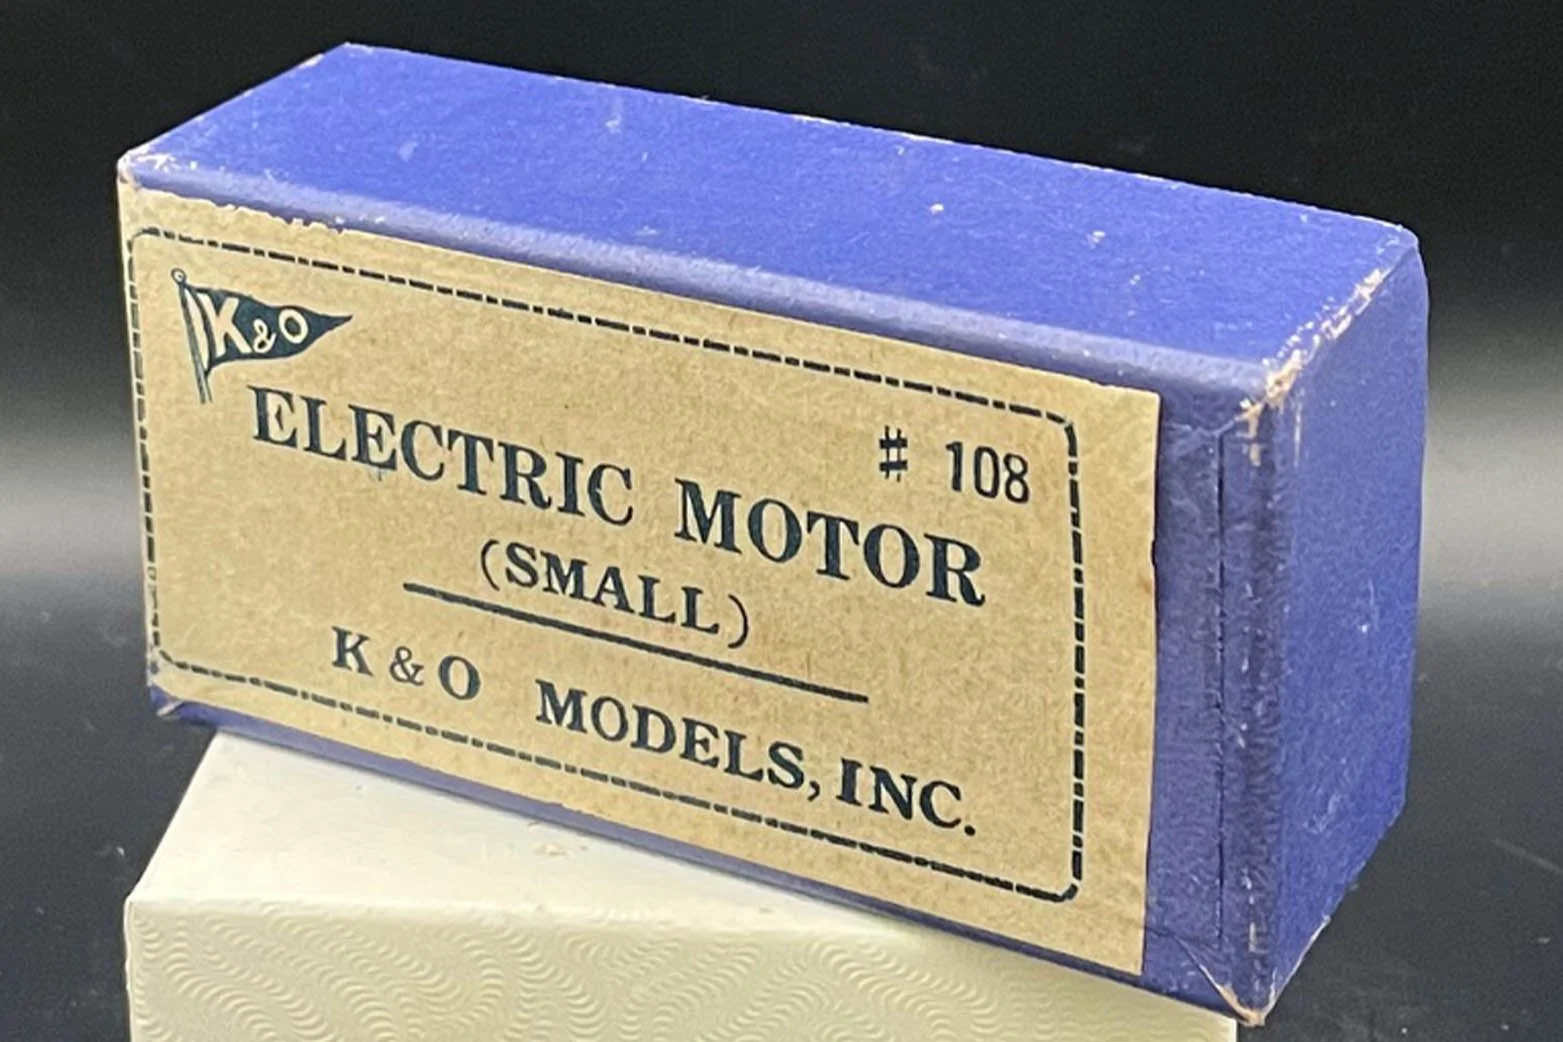 K&O
# 108
ELECTRIC MOTOR
(SMALL)
K & O MODELS, INC.